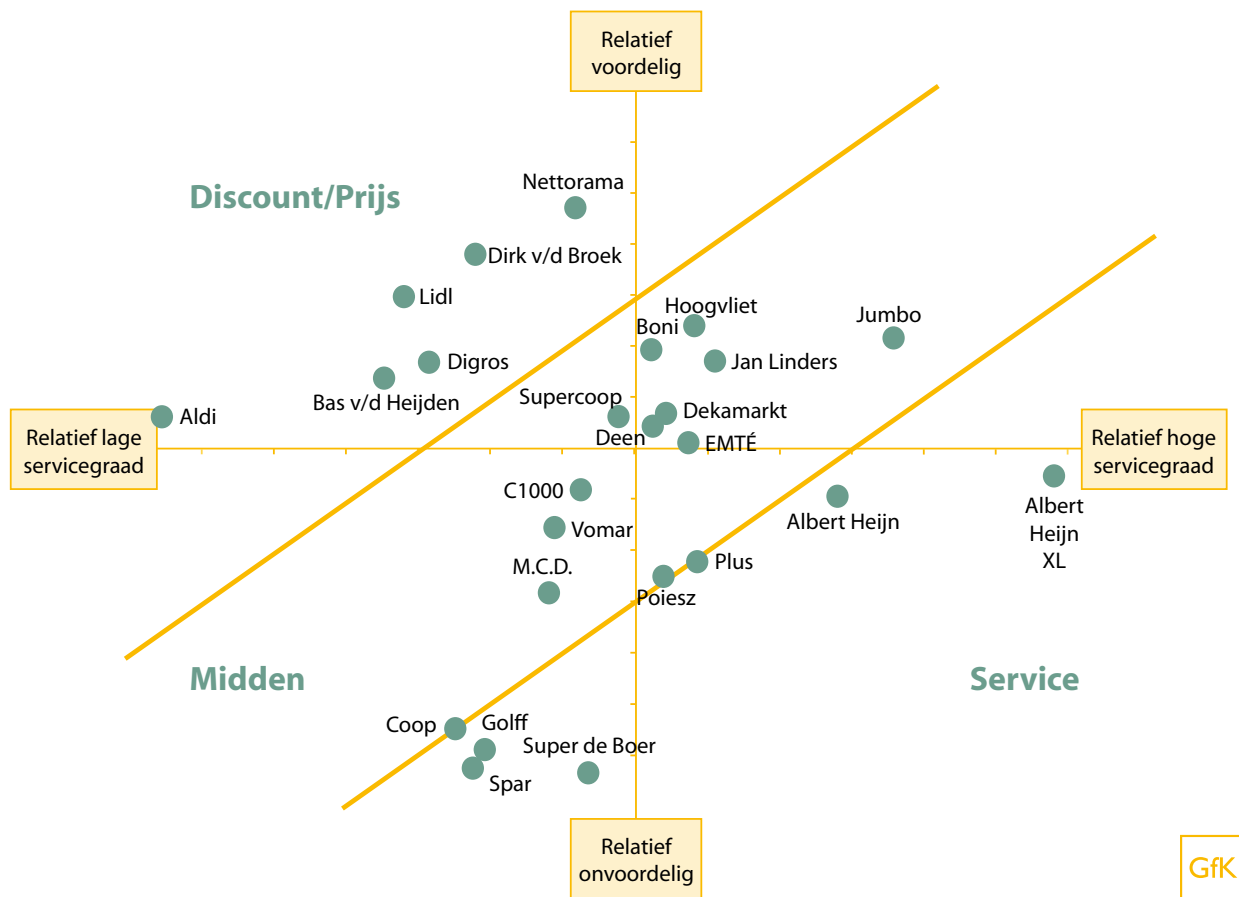 Relatief
voordelig
Discount/Prijs
Nettorama
Dirk v/d Broek
Lidl
Hoogvliet
Jumbo
Boni
Jan Linders
Digros
Bas v/d Heijden
Supercoop
Dekamarkt
Aldi
Deen
EMTÉ
Relatief lage
servicegraad
Relatief hoge
servicegraad
C1000
Albert Heijn
Albert
Heijn
XL
Vomar
M.C.D.
Plus
Poiesz
Midden
Service
Coop
Golff
Super de Boer
Spar
Relatief
onvoordelig
GfK